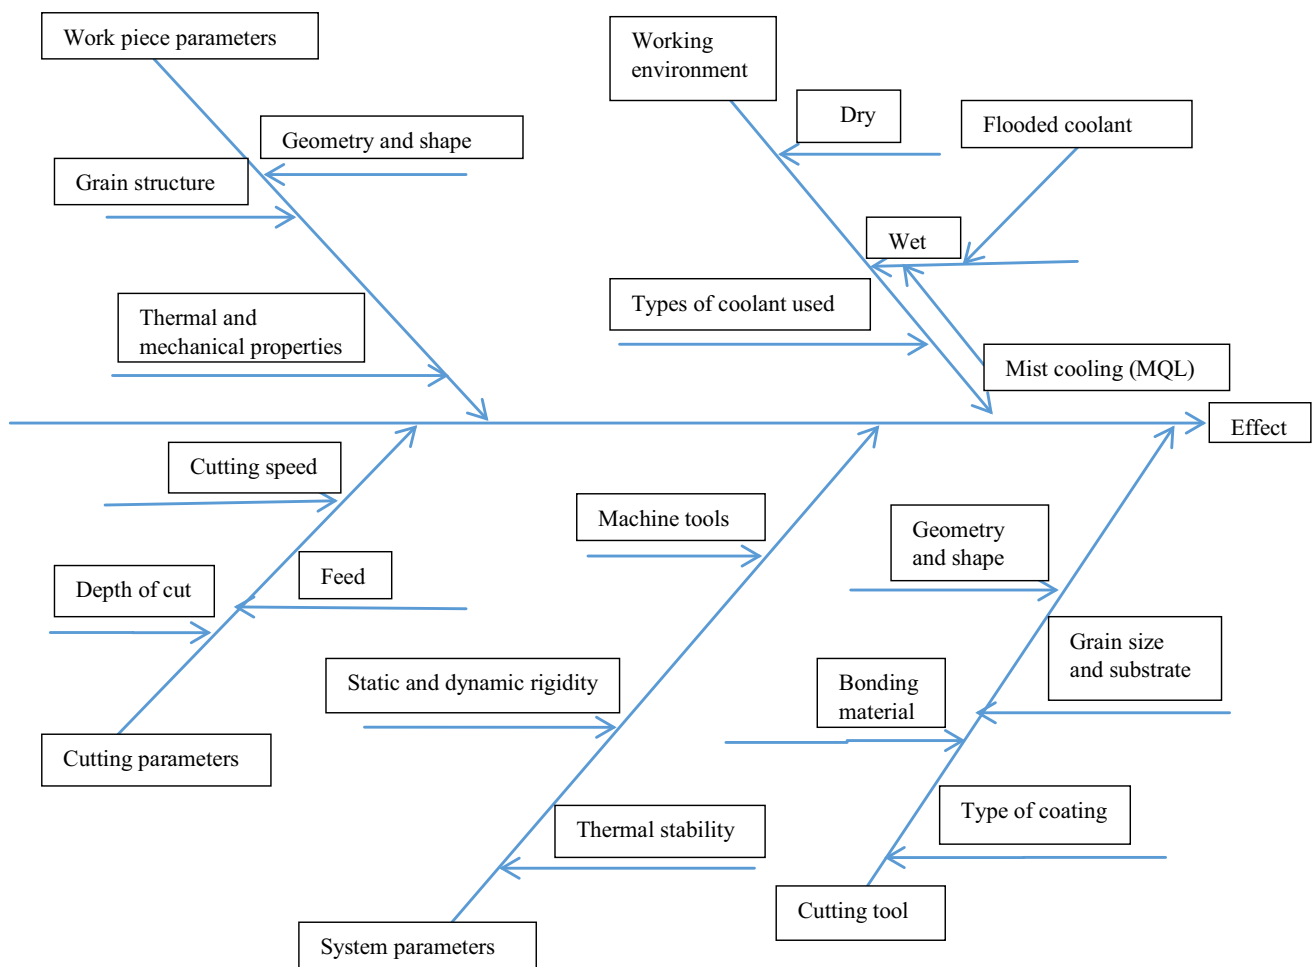 Work piece parameters
Working
environment
Dry
Flooded coolant
Geometry and shape
Grain structure
Wet
Types of coolant used
Thermal and
mechanical properties
Mist cooling (MQL)
Effect
Cutting speed
Machine tools
Geometry
and shape
Depth of cut
Feed
Grain size
and substrate
Static and dynamic rigidity
Bonding
material
Cutting parameters
Type of coating
Thermal stability
Cutting tool
System parameters